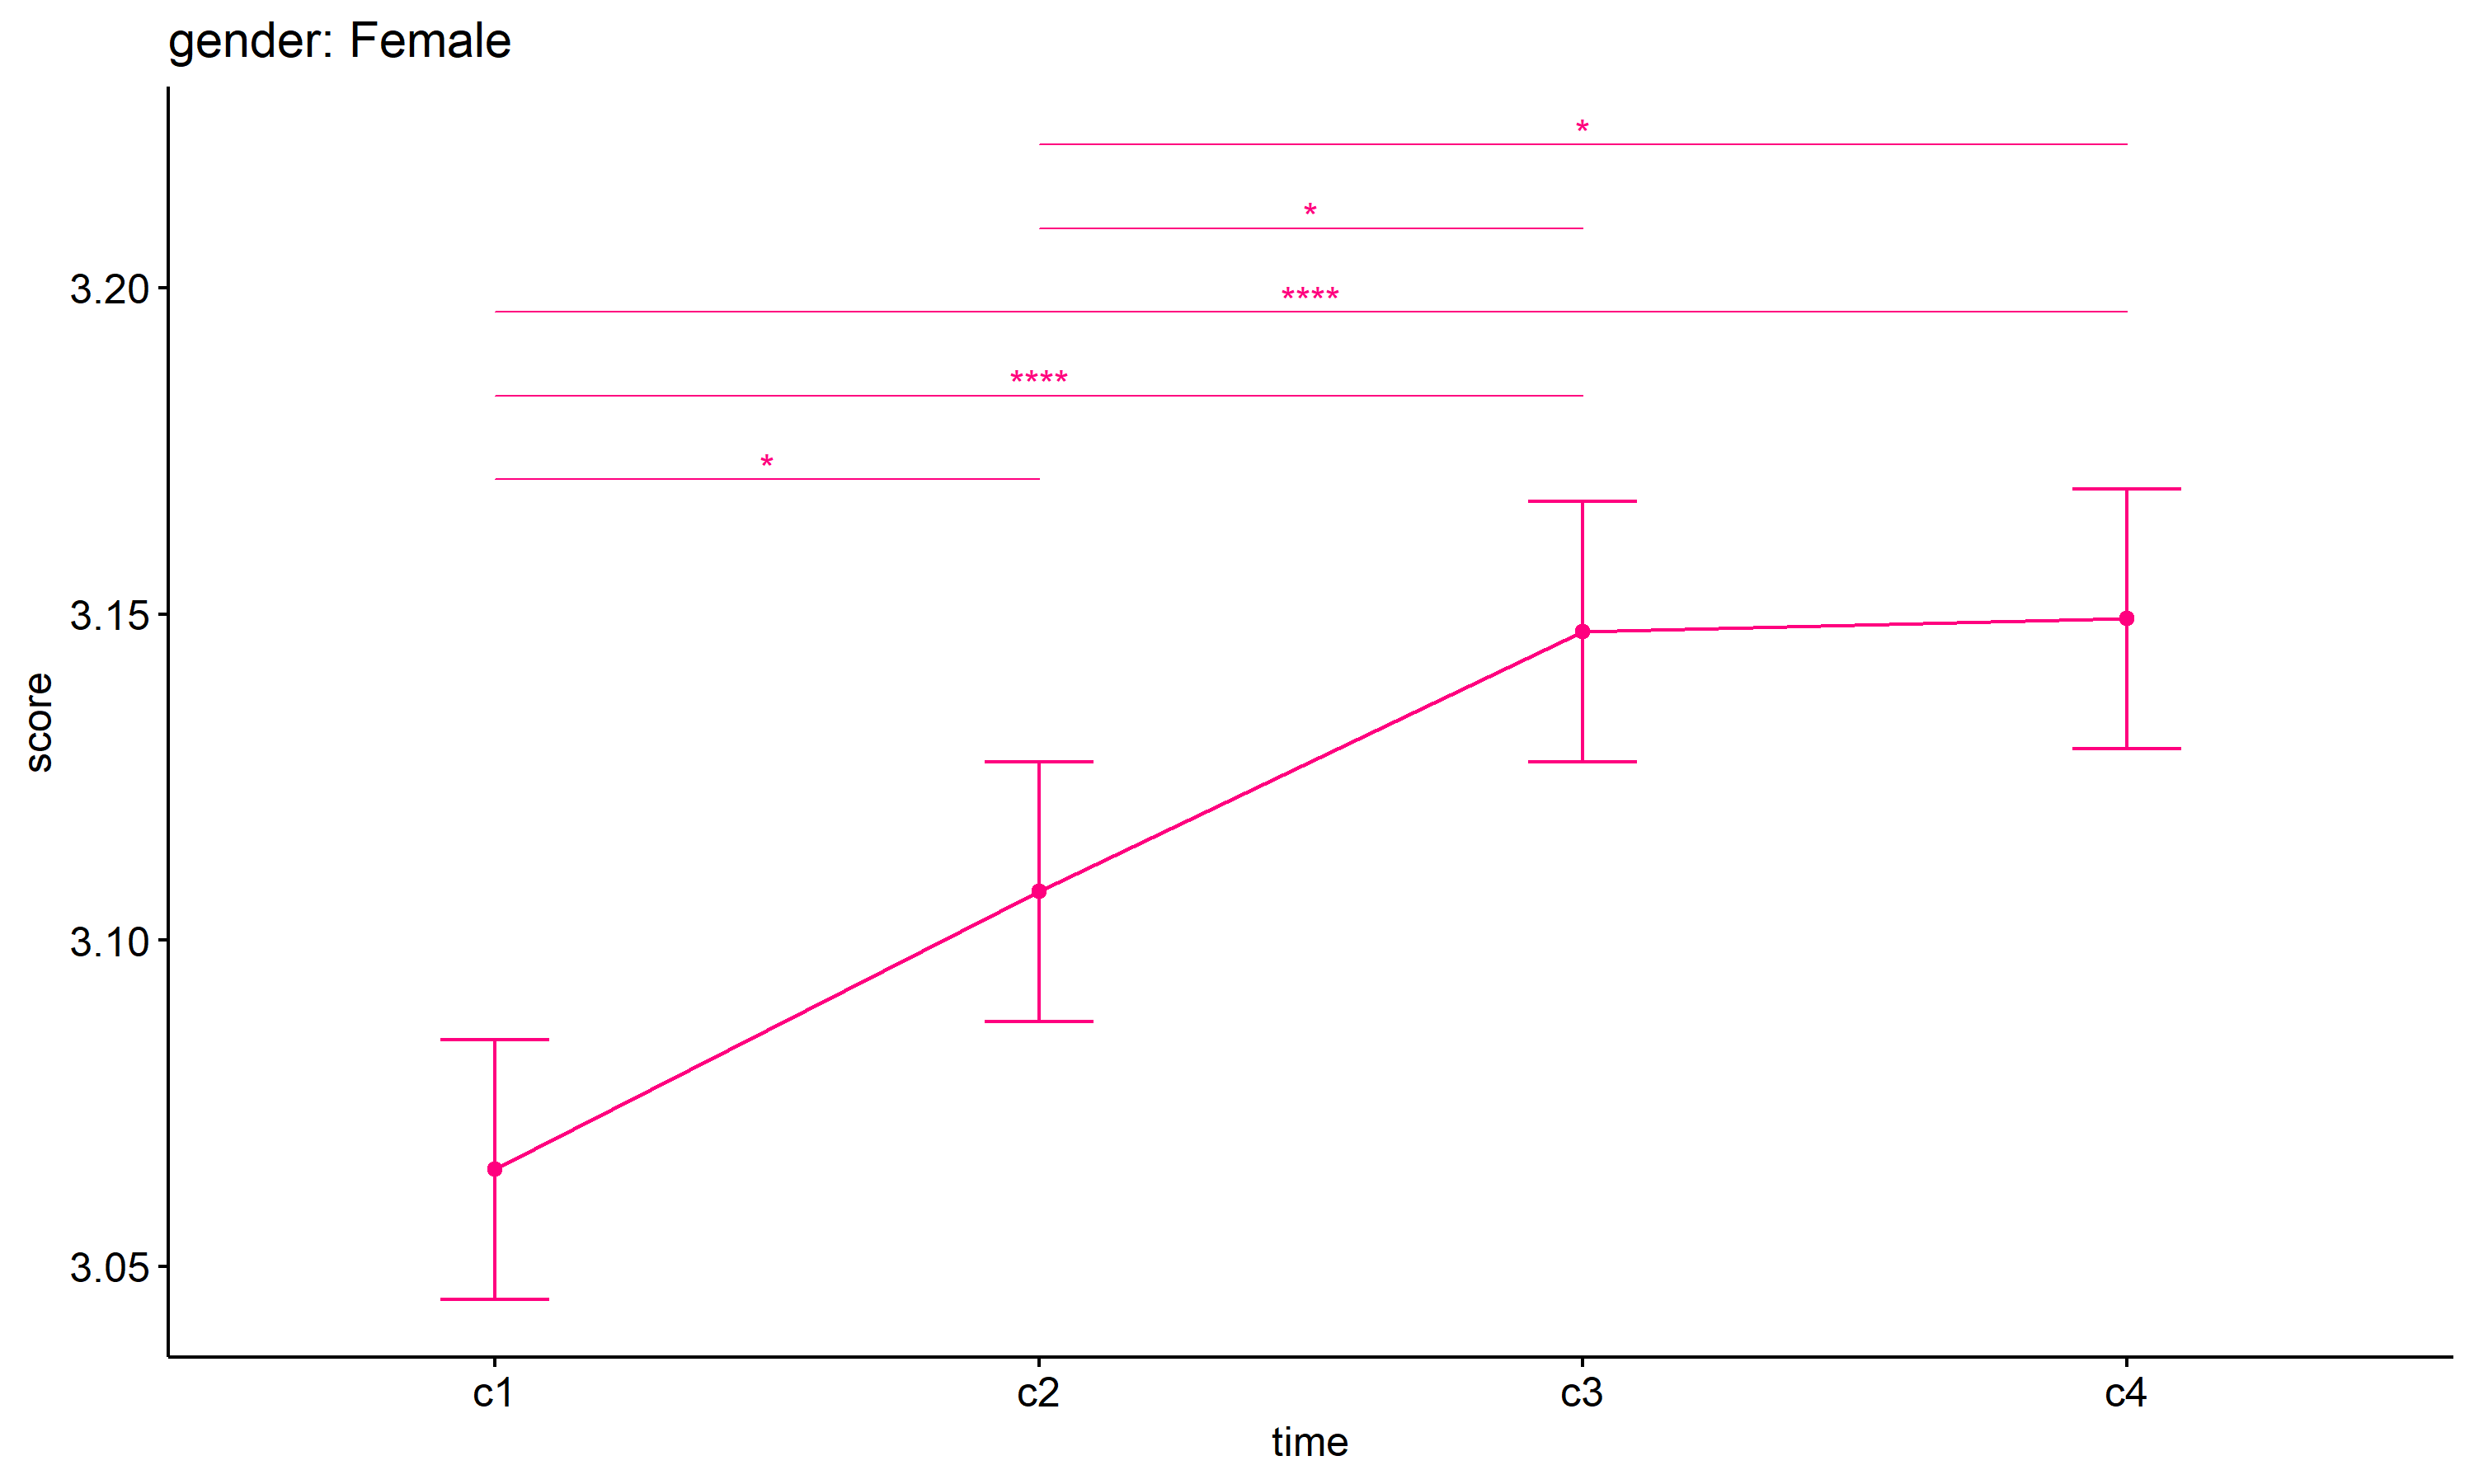 gender: Female
*
*
3.20
****
****
*
3.15
score
3.10
3.05
c1 c2 c3 c4
time